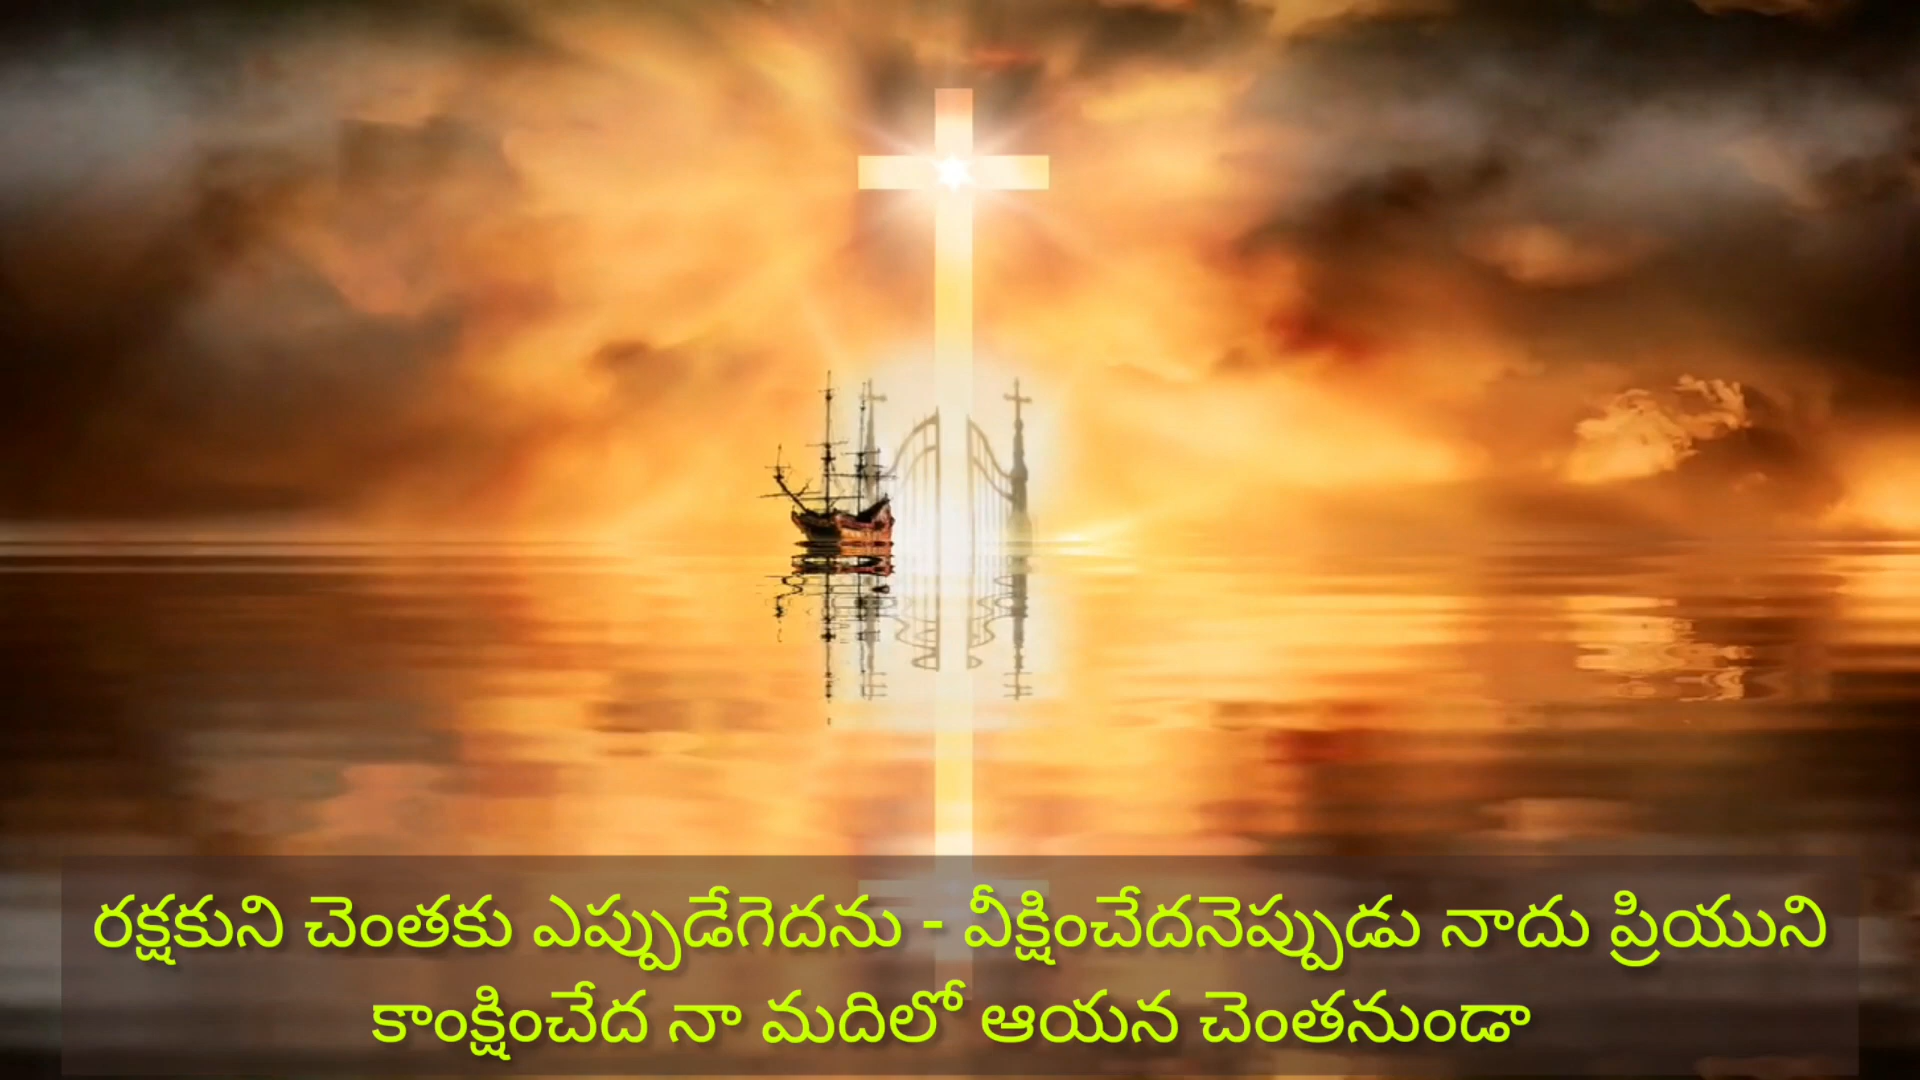 రక్షకుని చెంతకు ఎప్పుడేగెదను - వీక్షించేదనెప్పుడు నాదు ప్రియుని
కాంక్షించేద నా మదిలో ఆయన చెంతనుండా